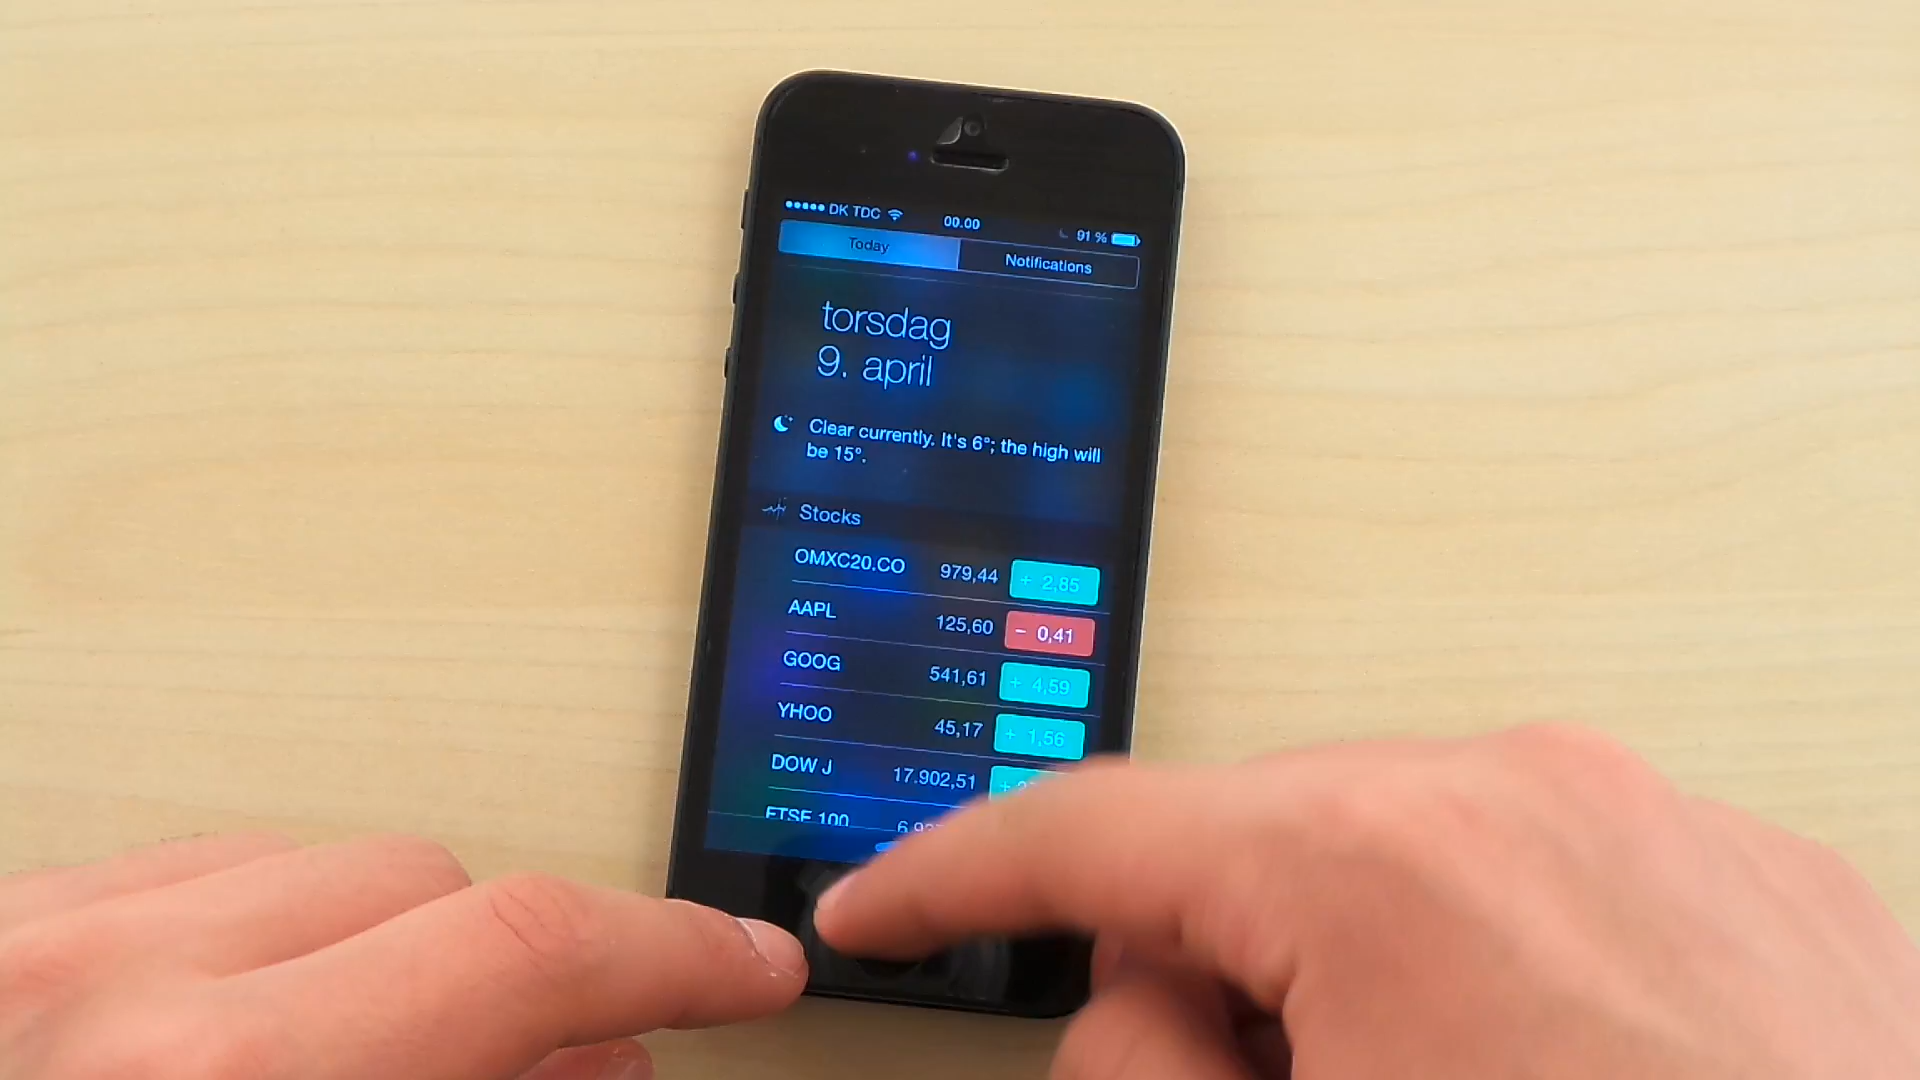 DK TDC 00.00 91 %
Today Notifications
torsdag
9. april
Clear currently. It's 6°; the high will
be 15°.
Stocks
OMXC20.CO 979,44 + 2,85
AAPL 125,60 − 0,41
GOOG 541,61 + 4,59
YHOO 45,17 + 1,56
DOW J 17.902,51 +
FTSE 100